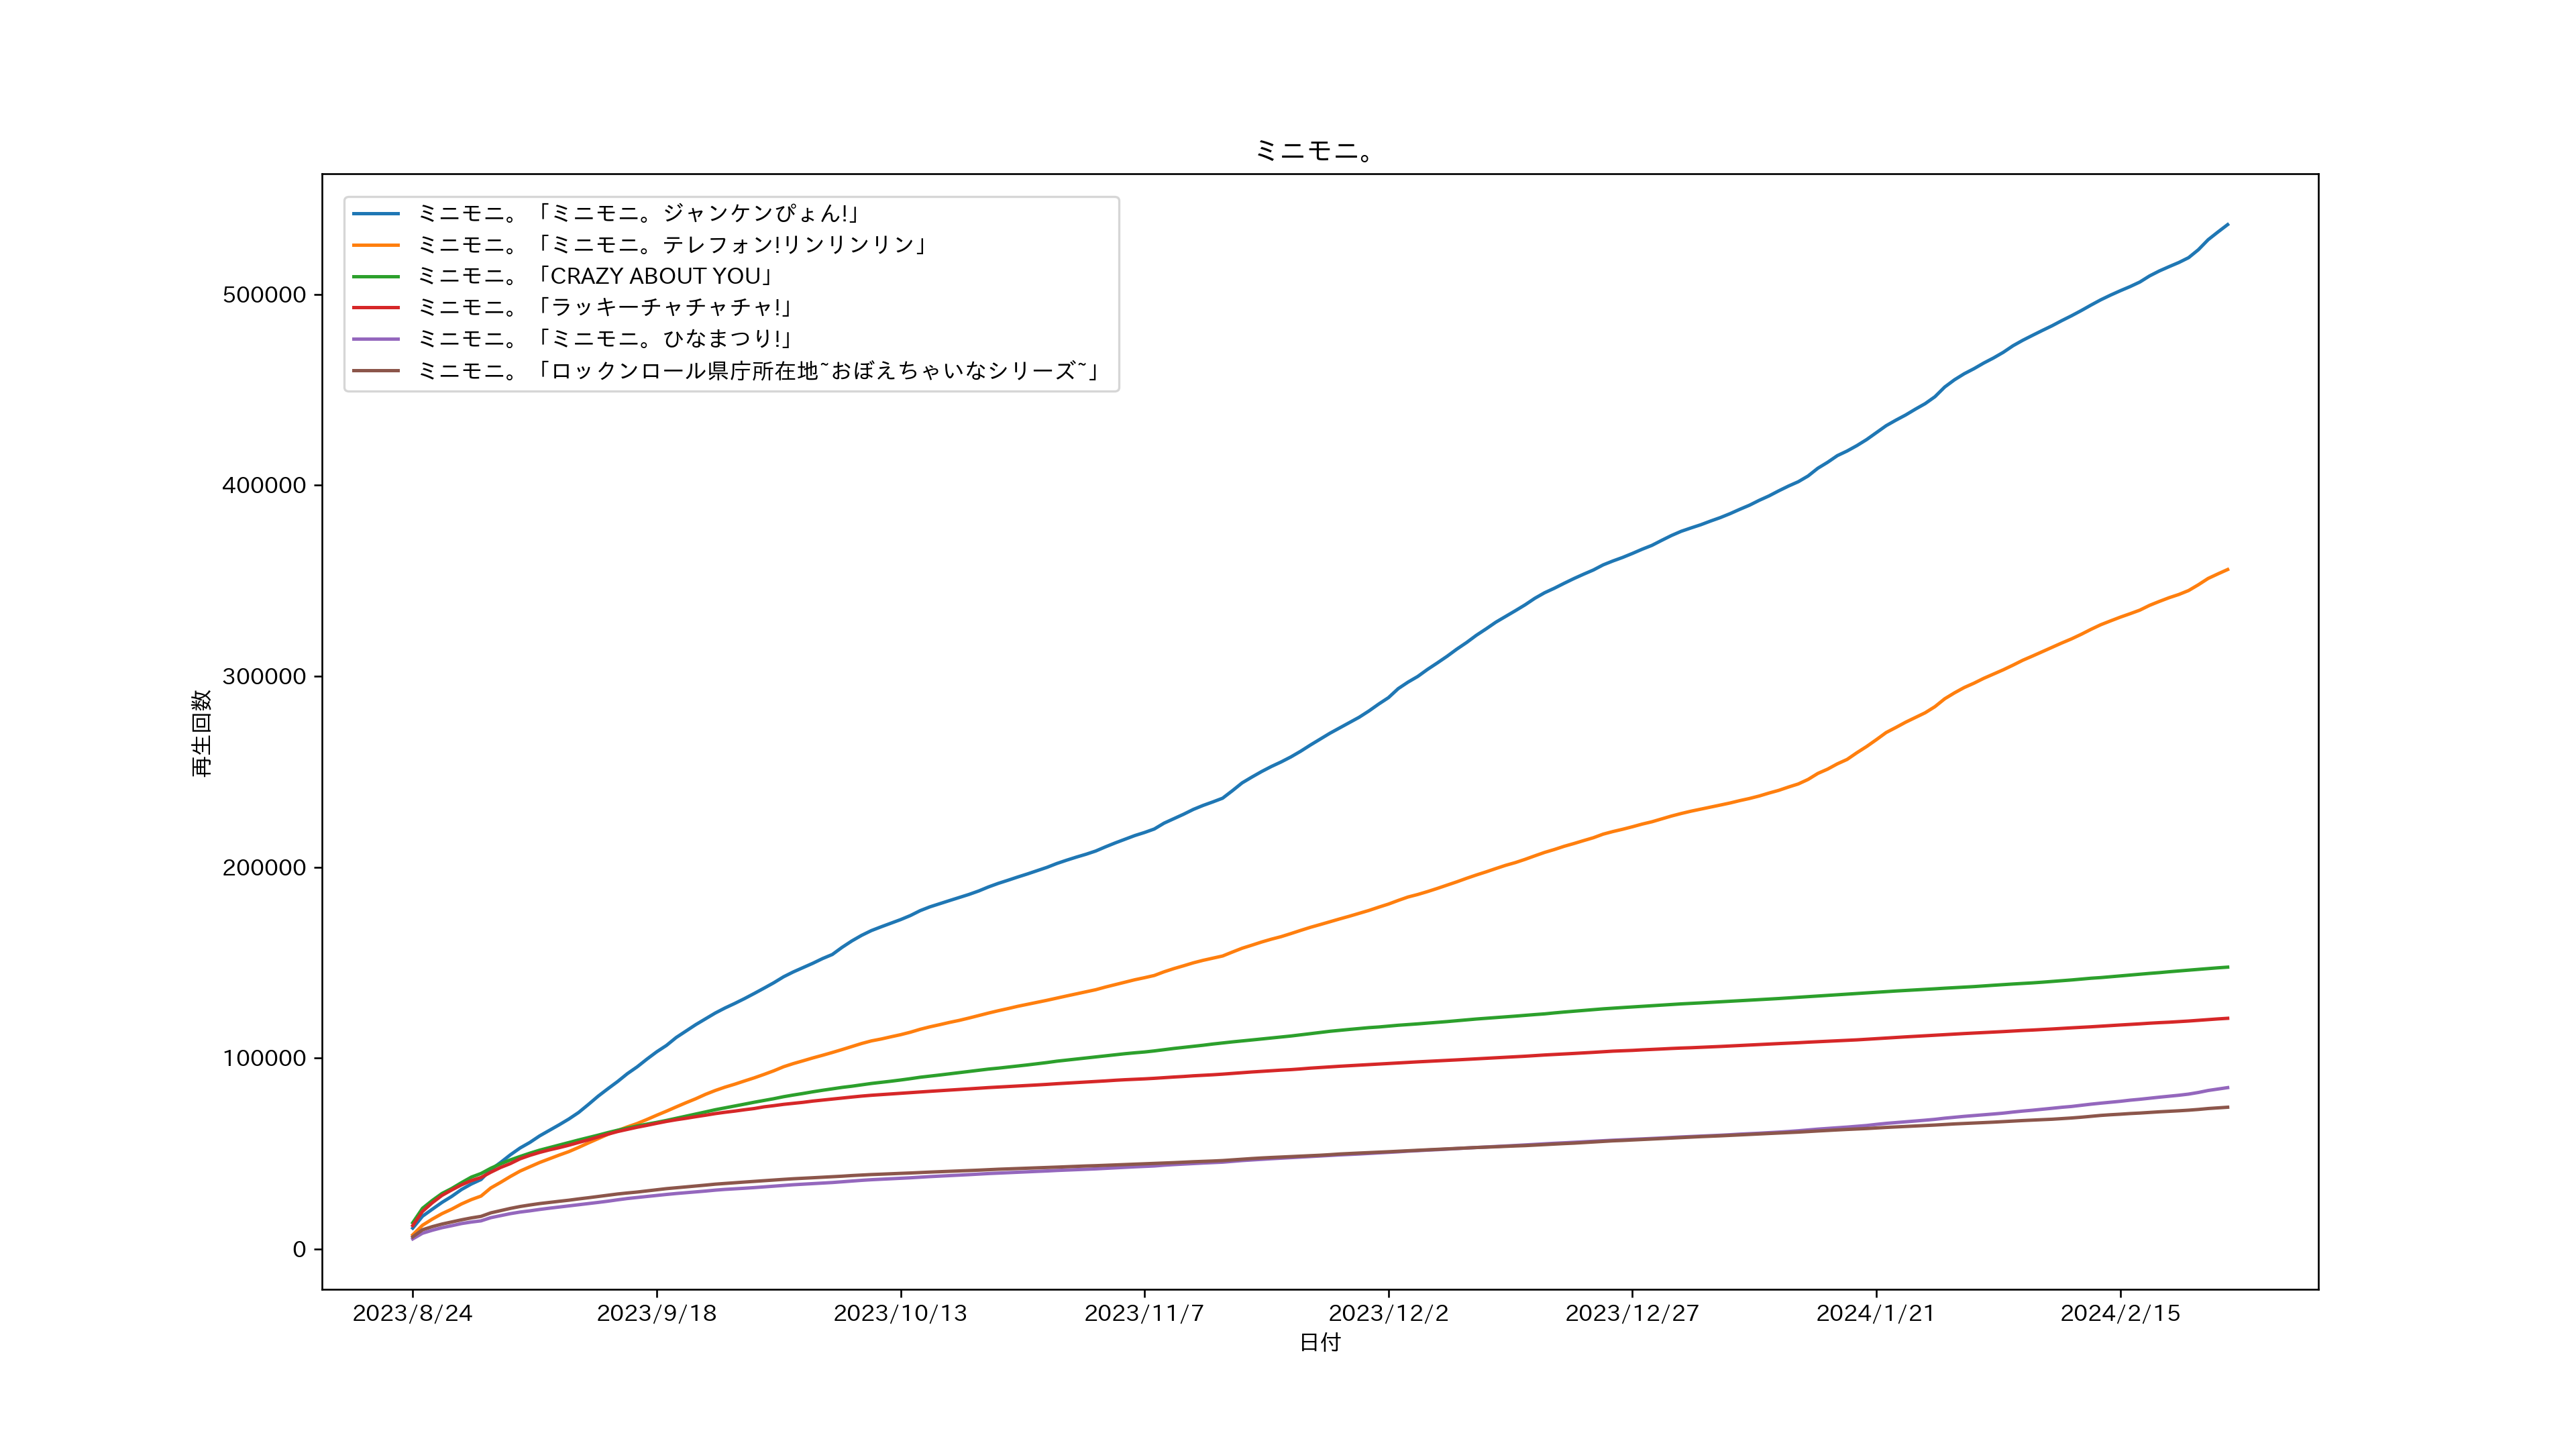 ミニモニ。
ミニモニ。「ミニモニ。ジャンケンぴょん!」
ミニモニ。「ミニモニ。テレフォン!リンリンリン」
ミニモニ。「CRAZY ABOUT YOU」
ミニモニ。「ラッキーチャチャチャ!」
ミニモニ。「ミニモニ。ひなまつり!」
ミニモニ。「ロックンロール県庁所在地~おぼえちゃいなシリーズ~」
500000
400000
300000
200000
100000
0
再生回数
2023/8/24 2023/9/18 2023/10/13 2023/11/7 2023/12/2 2023/12/27 2024/1/21 2024/2/15
日付